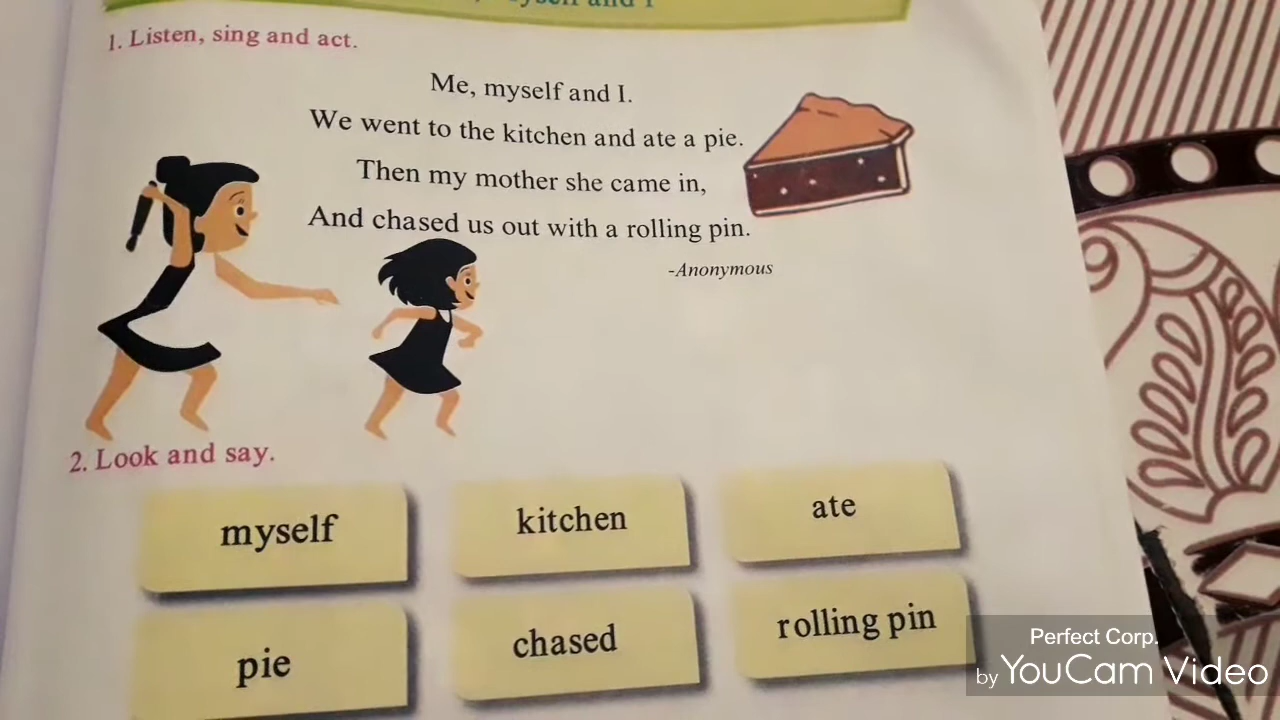 1. Listen, sing and act.
Me, myself and I.
We went to the kitchen and ate a pie.
Then my mother she came in,
And chased us out with a rolling pin.
-Anonymous
2. Look and say.
myself
kitchen
ate
pie
chased
rolling pin
Perfect Corp.
by YouCam Video